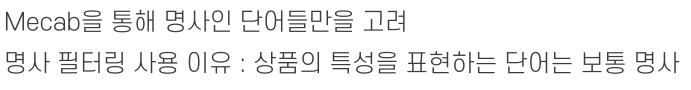 Mecab을 통해 명사인 단어들만을 고려
명사 필터링 사용 이유 : 상품의 특성을 표현하는 단어는 보통 명사